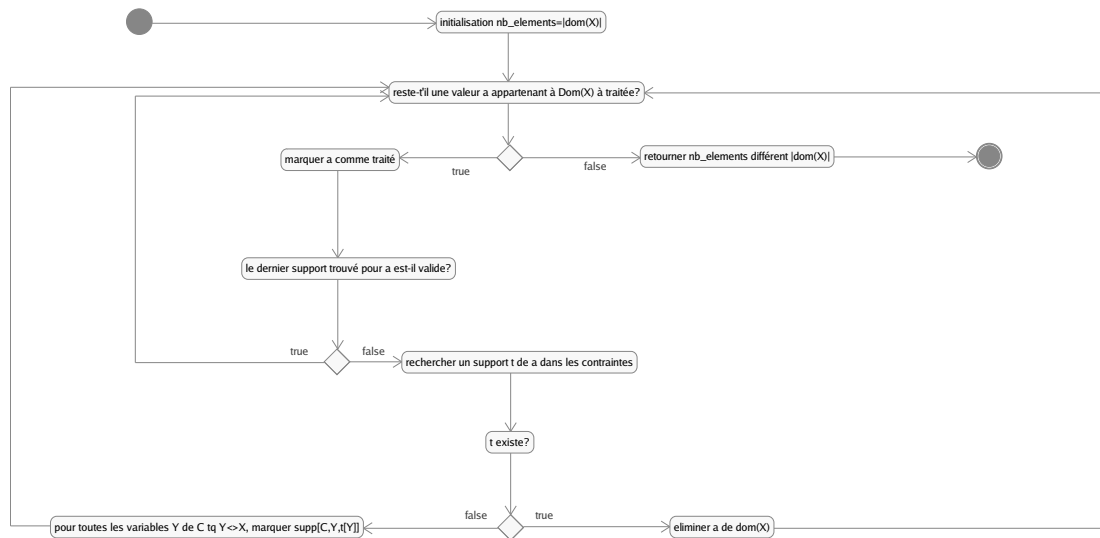 initialisation nb_elements=|dom(X)|
reste-t'il une valeur a appartenant à Dom(X) à traitée?
marquer a comme traité
true
false
retourner nb_elements différent |dom(X)|
le dernier support trouvé pour a est-il valide?
true
false
rechercher un support t de a dans les contraintes
t existe?
false
true
pour toutes les variables Y de C tq Y<>X, marquer supp[C,Y,t[Y]]
eliminer a de dom(X)